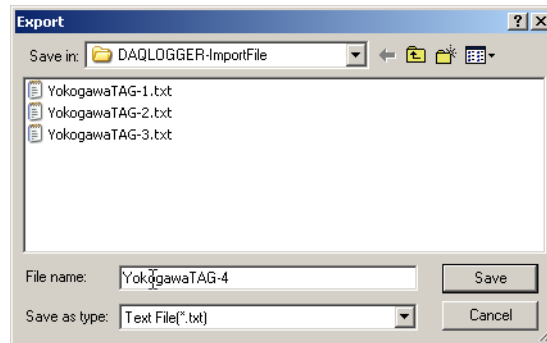 Export
Save in: DAQLOGGER-ImportFile
YokogawaTAG-1.txt
YokogawaTAG-2.txt
YokogawaTAG-3.txt
File name: YokogawaTAG-4 Save
Save as type: Text File(*.txt) Cancel